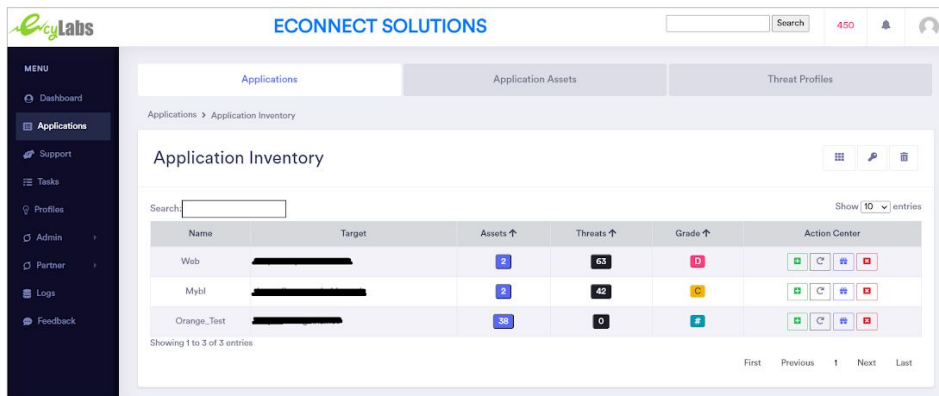 EcyLabs
ECONNECT SOLUTIONS
Search
450
MENU
Dashboard
Applications
Support
Tasks
Profiles
Admin
Partner
Logs
Feedback
Applications Application Assets Threat Profiles
Applications > Application Inventory
Application Inventory
Search: Show 10 entries
Name Target Assets ↑ Threats ↑ Grade ↑ Action Center
Web 2 63 D
Mybl 2 42 C
Orange_Test 38 0 #
Showing 1 to 3 of 3 entries
First Previous 1 Next Last